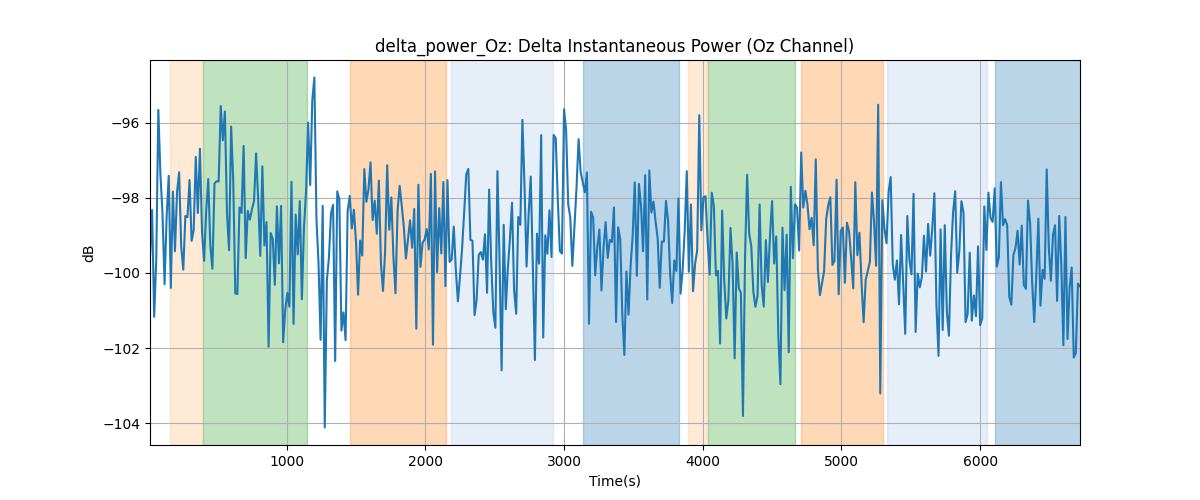 delta_power_Oz: Delta Instantaneous Power (Oz Channel)
dB
−96
−98
−100
−102
−104
1000 2000 3000 4000 5000 6000
Time(s)